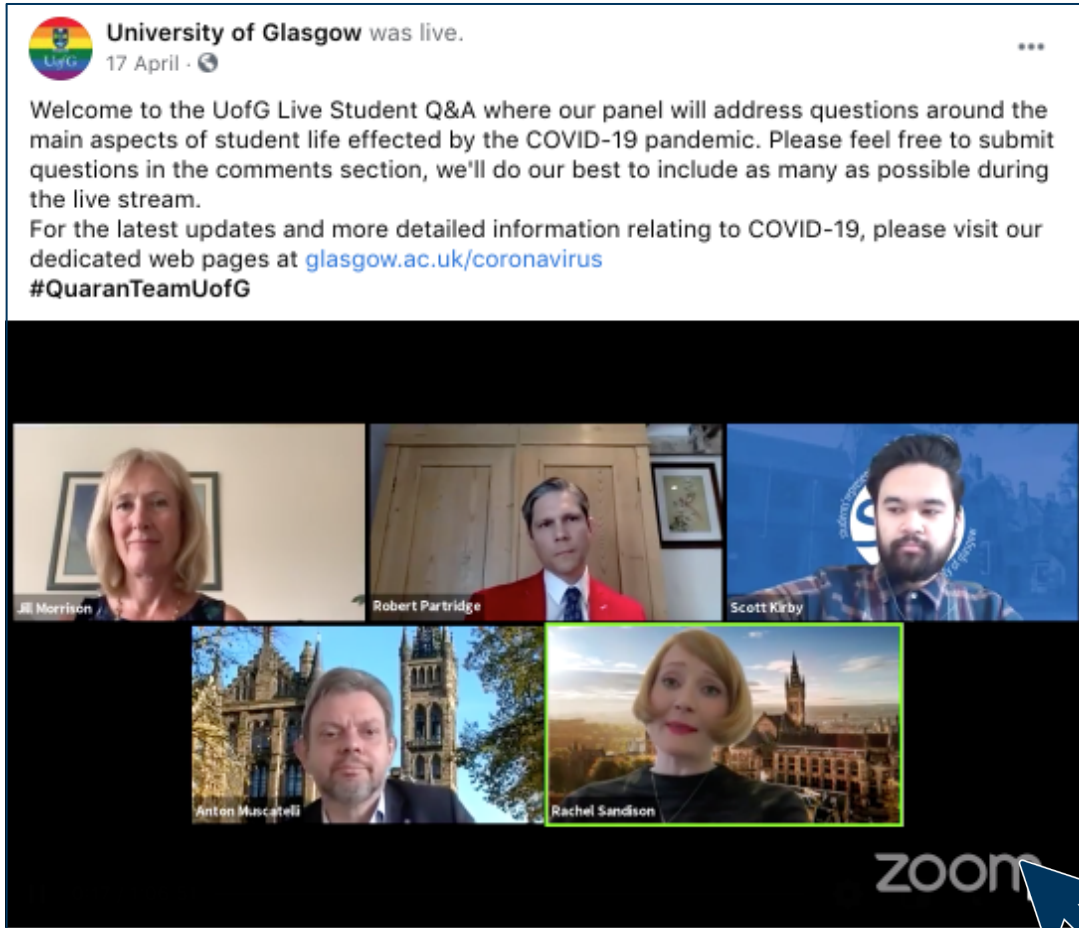 University of Glasgow was live.
UofG
17 April ·
Welcome to the UofG Live Student Q&A where our panel will address questions around the
main aspects of student life effected by the COVID-19 pandemic. Please feel free to submit
questions in the comments section, we'll do our best to include as many as possible during
the live stream.
For the latest updates and more detailed information relating to COVID-19, please visit our
dedicated web pages at glasgow.ac.uk/coronavirus
#QuaranTeamUofG
Jill Morrison
Robert Partridge
Scott Kirby
Anton Muscatelli
Rachel Sandison
zoom